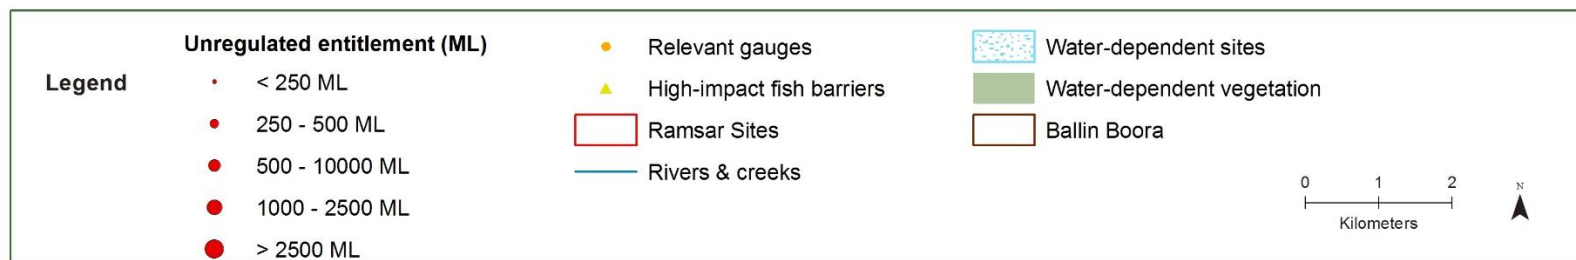 Legend
Unregulated entitlement (ML)
< 250 ML
250 - 500 ML
500 - 10000 ML
1000 - 2500 ML
> 2500 ML
Relevant gauges
High-impact fish barriers
Ramsar Sites
Rivers & creeks
Water-dependent sites
Water-dependent vegetation
Ballin Boora
0 1 2
Kilometers
N